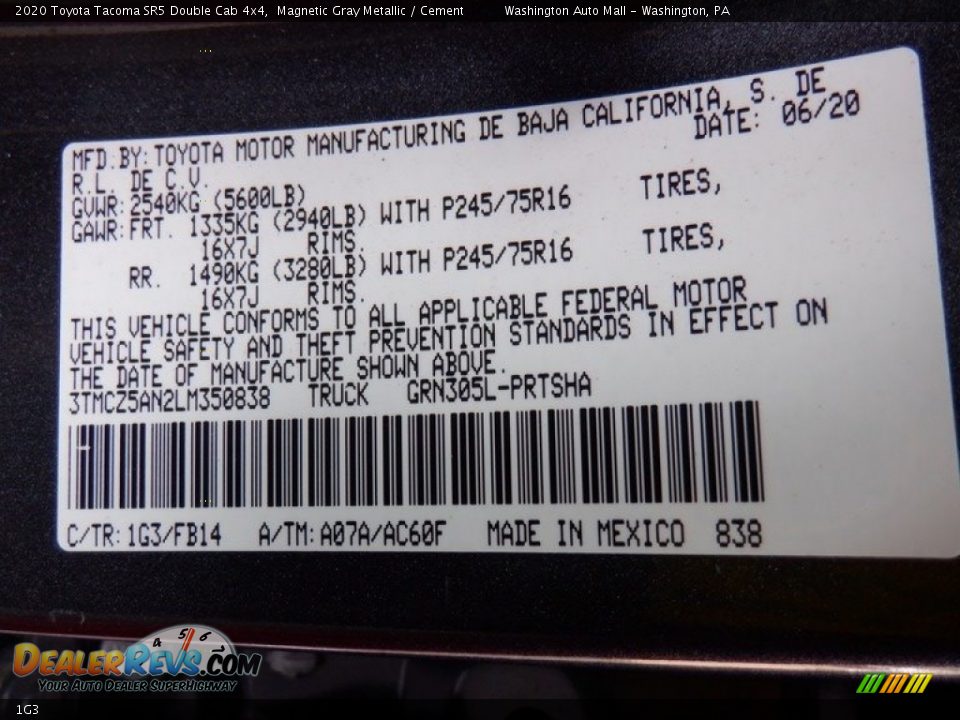 2020 Toyota Tacoma SR5 Double Cab 4x4, Magnetic Gray Metallic / Cement Washington Auto Mall - Washington, PA
MFD.BY:TOYOTA MOTOR MANUFACTURING DE BAJA CALIFORNIA, S. DE
R.L. DE C.V. DATE: 06/20
GVWR:2540KG (5600LB)
GAWR:FRT. 1335KG (2940LB) WITH P245/75R16 TIRES,
16X7J RIMS.
RR. 1490KG (3280LB) WITH P245/75R16 TIRES,
16X7J RIMS.
THIS VEHICLE CONFORMS TO ALL APPLICABLE FEDERAL MOTOR
VEHICLE SAFETY AND THEFT PREVENTION STANDARDS IN EFFECT ON
THE DATE OF MANUFACTURE SHOWN ABOVE.
3TMCZ5AN2LM350838 TRUCK GRN305L-PRTSHA
C/TR:1G3/FB14 A/TM:A07A/AC60F MADE IN MEXICO 838
4 5 6
DEALERREVS.COM
YOUR AUTO DEALER SUPERHIGHWAY
1G3